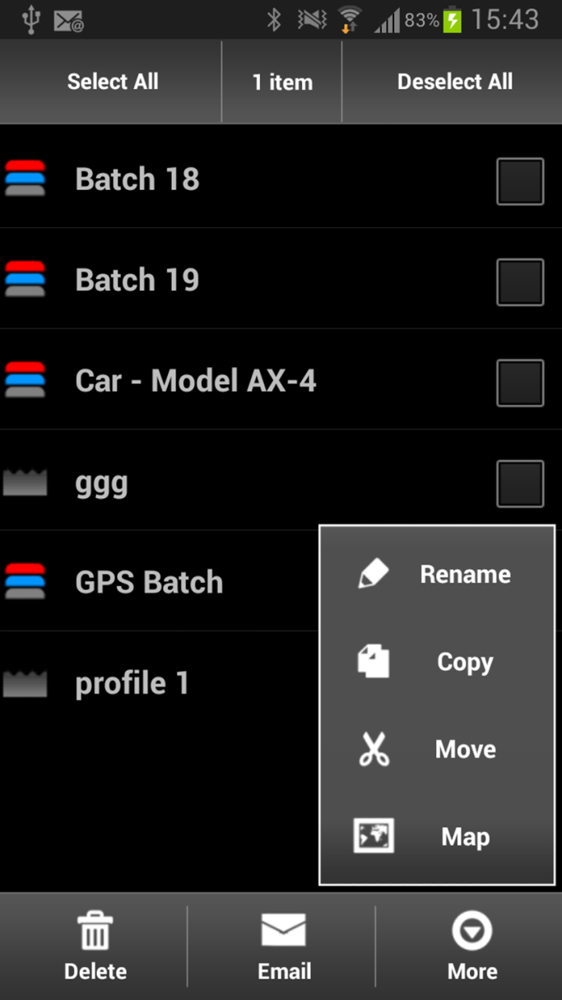 83% 15:43
Select All 1 item Deselect All
Batch 18
Batch 19
Car - Model AX-4
ggg
GPS Batch
profile 1
Rename
Copy
Move
Map
Delete Email More